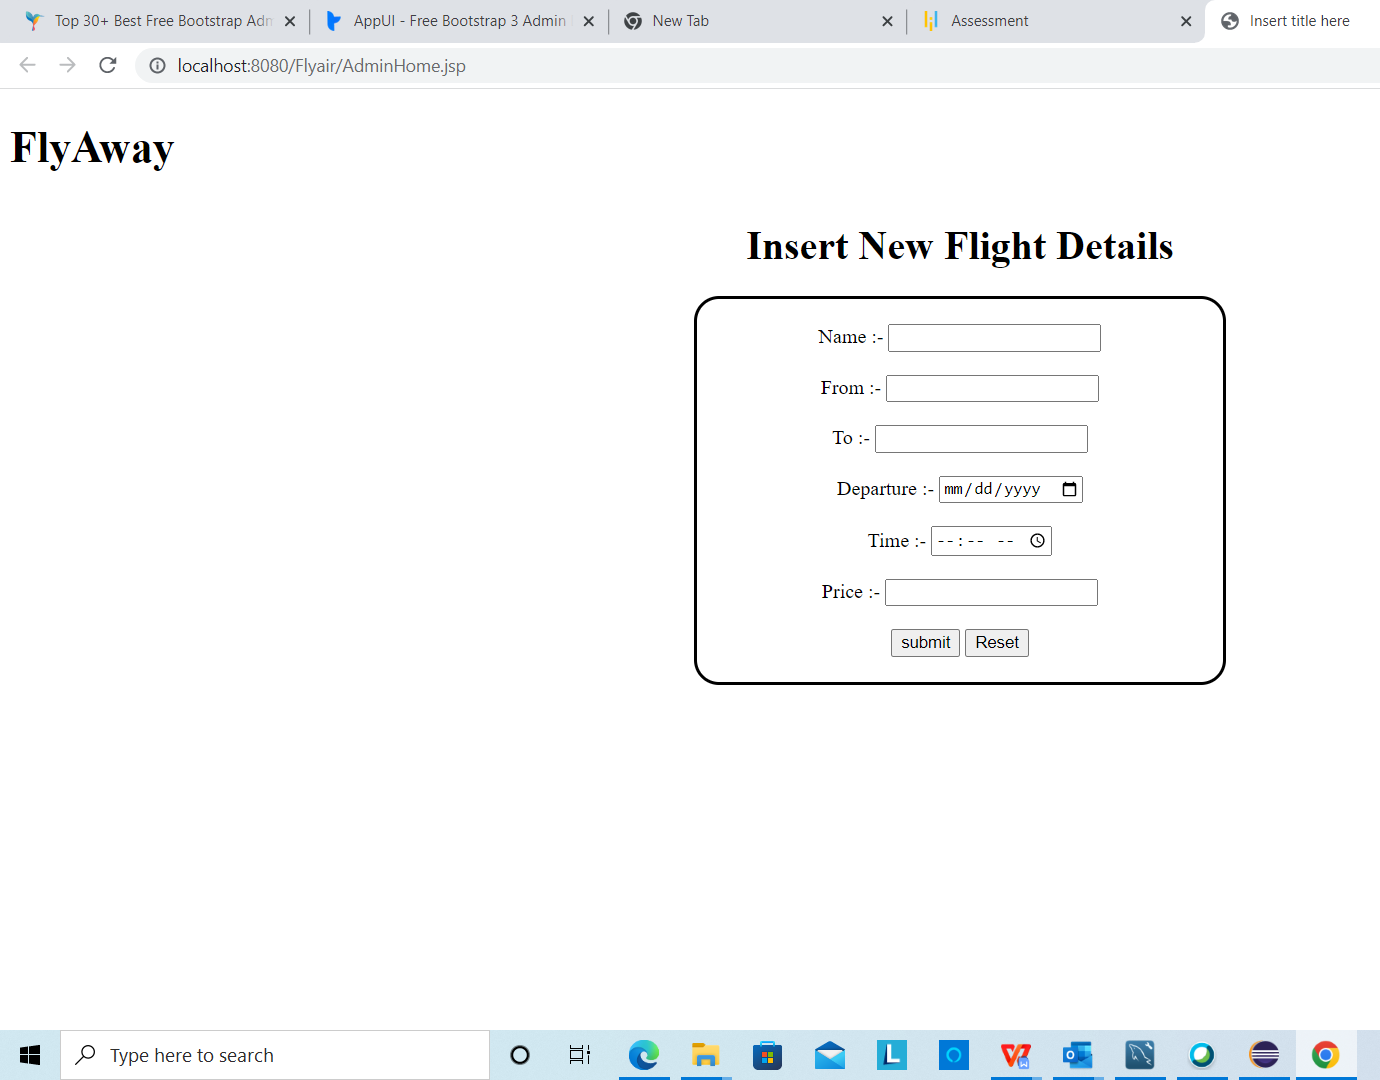 Top 30+ Best Free Bootstrap Adm
AppUI - Free Bootstrap 3 Admin
New Tab
Assessment
Insert title here
localhost:8080/Flyair/AdminHome.jsp
FlyAway
Insert New Flight Details
Name :-
From :-
To :-
Departure :- mm/dd/yyyy
Time :- --:-- --
Price :-
submit Reset
Type here to search